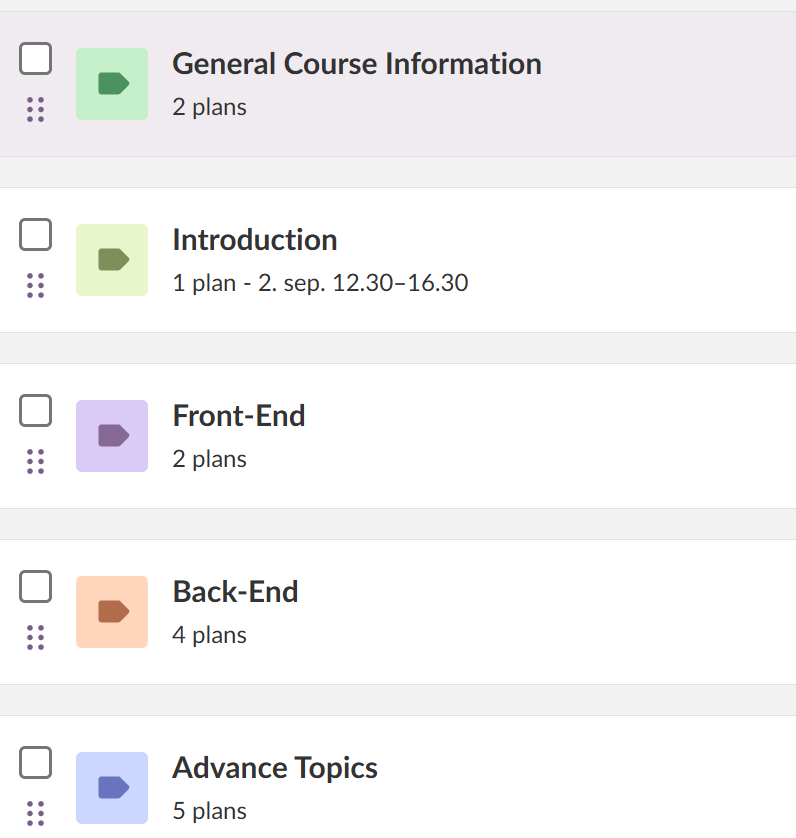 General Course Information
2 plans
Introduction
1 plan - 2. sep. 12.30–16.30
Front-End
2 plans
Back-End
4 plans
Advance Topics
5 plans